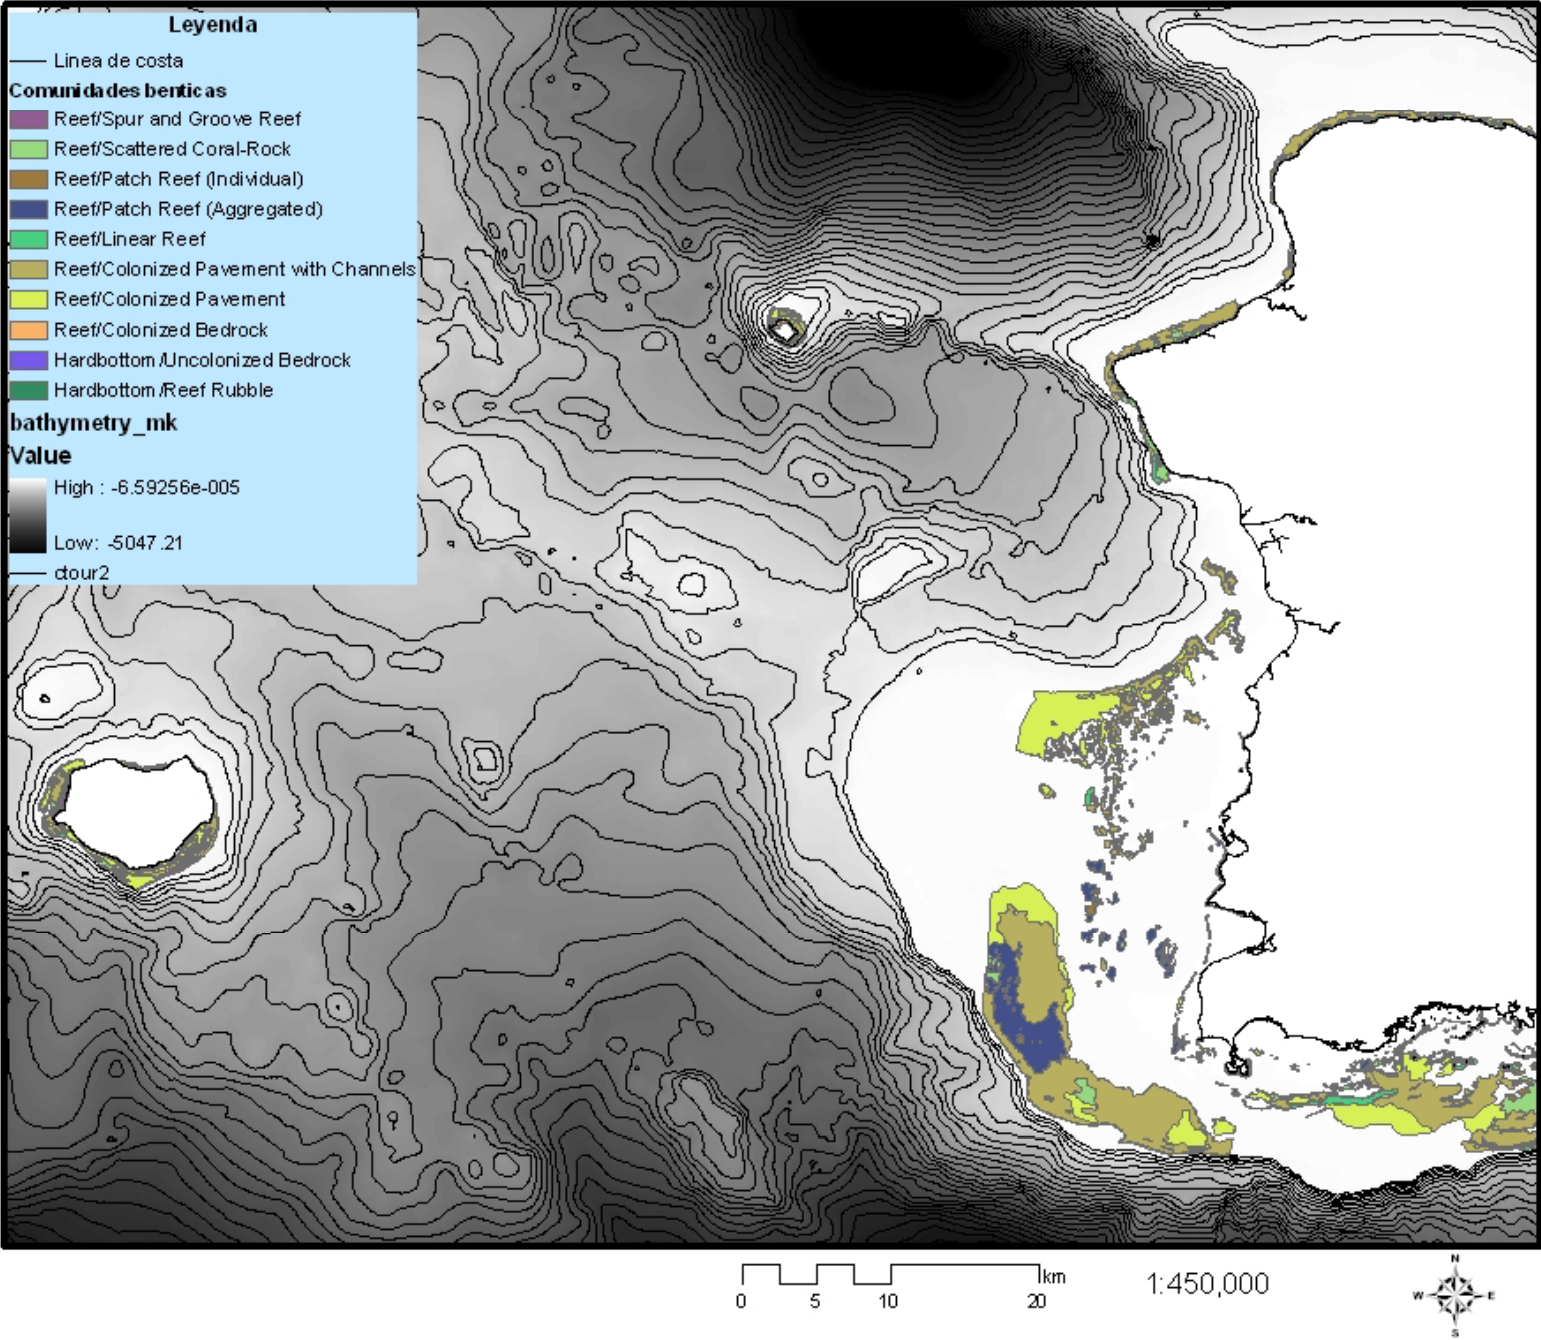 Leyenda
Linea de costa
Comunidades benticas
Reef/Spur and Groove Reef
Reef/Scattered Coral-Rock
Reef/Patch Reef (Individual)
Reef/Patch Reef (Aggregated)
Reef/Linear Reef
Reef/Colonized Pavement with Channels
Reef/Colonized Pavement
Reef/Colonized Bedrock
Hardbottom/Uncolonized Bedrock
Hardbottom/Reef Rubble
bathymetry_mk
Value
High : -6.59256e-005
Low: -5047.21
ctour2
km
0 5 10 20
1:450,000
N
W E
S